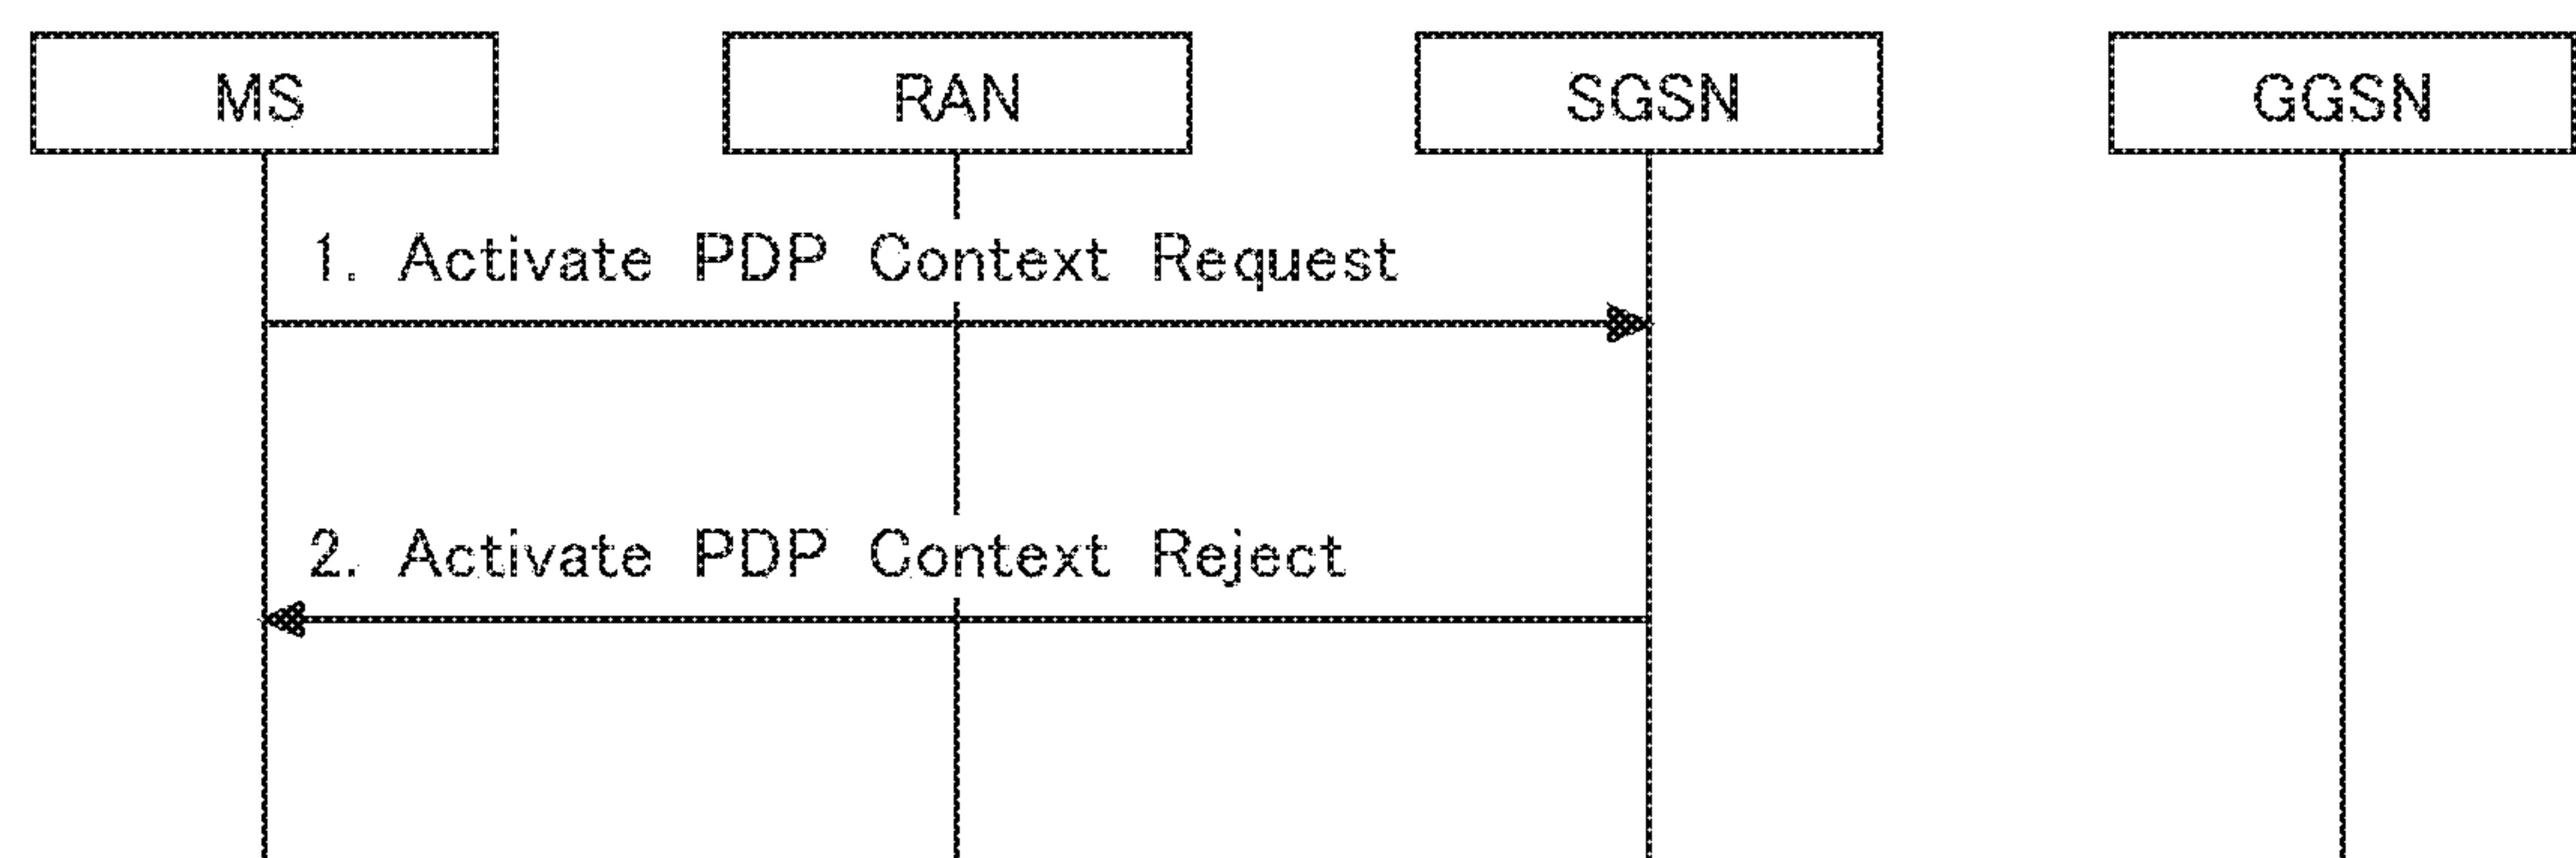 MS RAN SGSN GGSN
1. Activate PDP Context Request
2. Activate PDP Context Reject